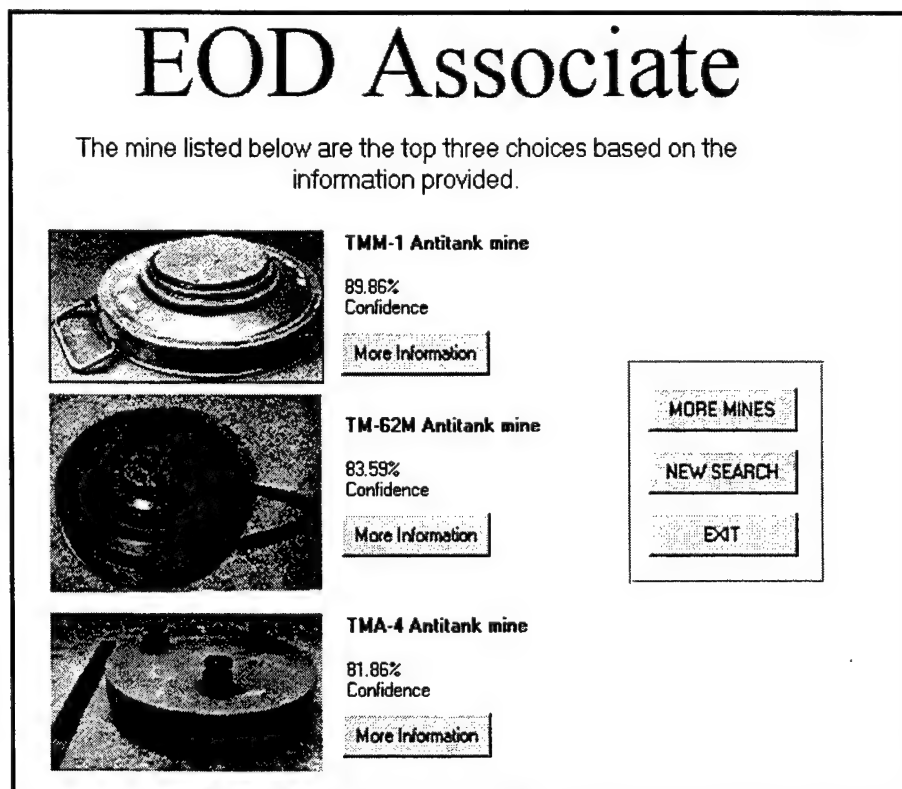 EOD Associate
The mine listed below are the top three choices based on the
information provided.
TMM-1 Antitank mine
89.86%
Confidence
More Information
TM-62M Antitank mine
83.59%
Confidence
More Information
TMA-4 Antitank mine
81.86%
Confidence
More Information
MORE MINES
NEW SEARCH
EXIT